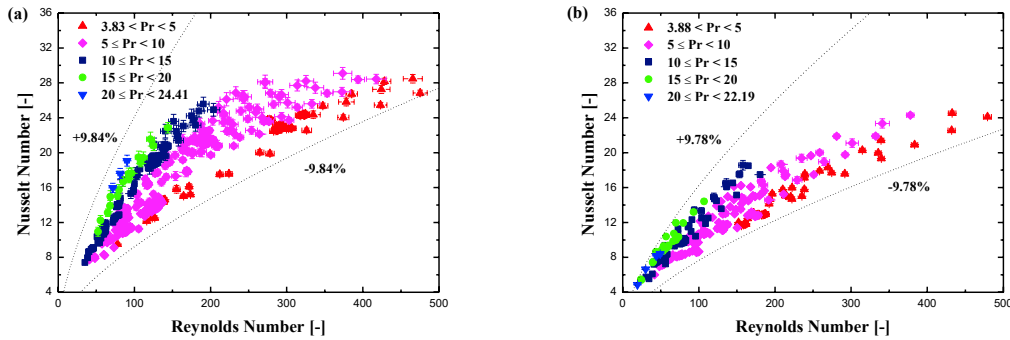 (a)
3.83 < Pr < 5
5 ≤ Pr < 10
10 ≤ Pr < 15
15 ≤ Pr < 20
20 ≤ Pr < 24.41
+9.84%
-9.84%
Nusselt Number [-]
36
32
28
24
20
16
12
8
4
0 100 200 300 400 500
Reynolds Number [-]
(b)
3.88 < Pr < 5
5 ≤ Pr < 10
10 ≤ Pr < 15
15 ≤ Pr < 20
20 ≤ Pr < 22.19
+9.78%
-9.78%
Nusselt Number [-]
36
32
28
24
20
16
12
8
4
0 100 200 300 400 500
Reynolds Number [-]